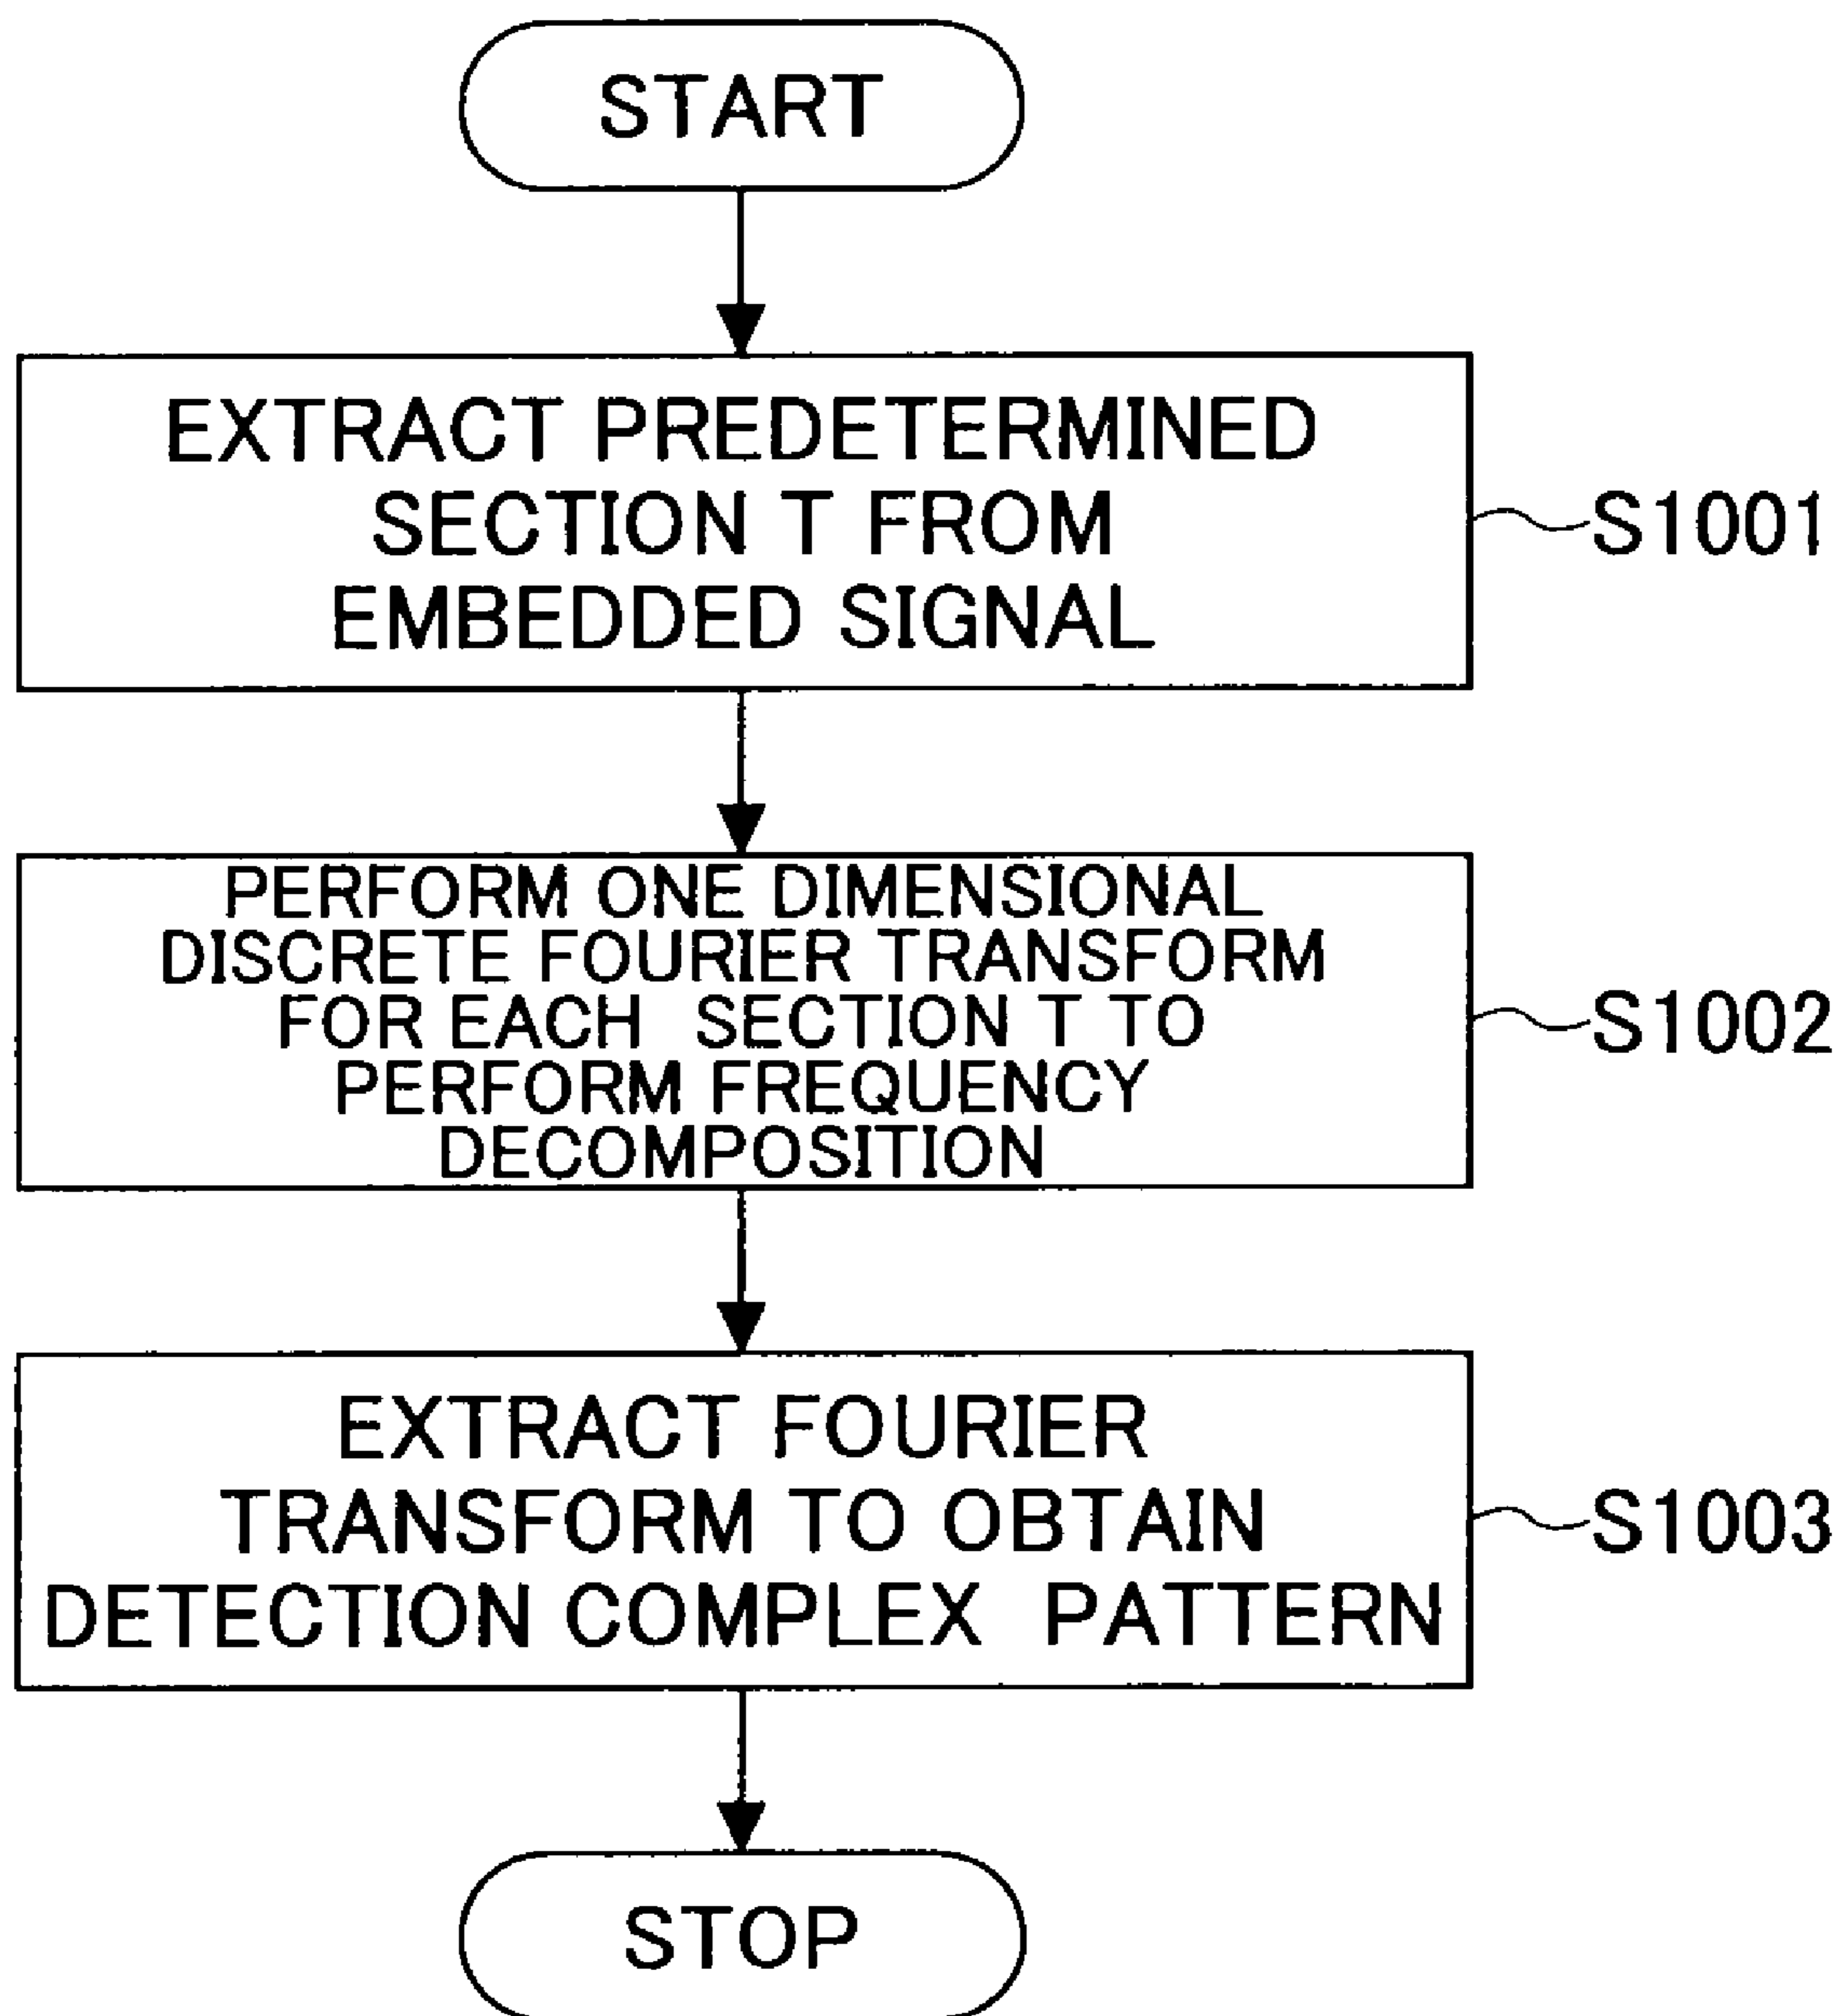 START
EXTRACT PREDETERMINED
SECTION T FROM
EMBEDDED SIGNAL
S1001
PERFORM ONE DIMENSIONAL
DISCRETE FOURIER TRANSFORM
FOR EACH SECTION T TO
PERFORM FREQUENCY
DECOMPOSITION
S1002
EXTRACT FOURIER
TRANSFORM TO OBTAIN
DETECTION COMPLEX PATTERN
S1003
STOP